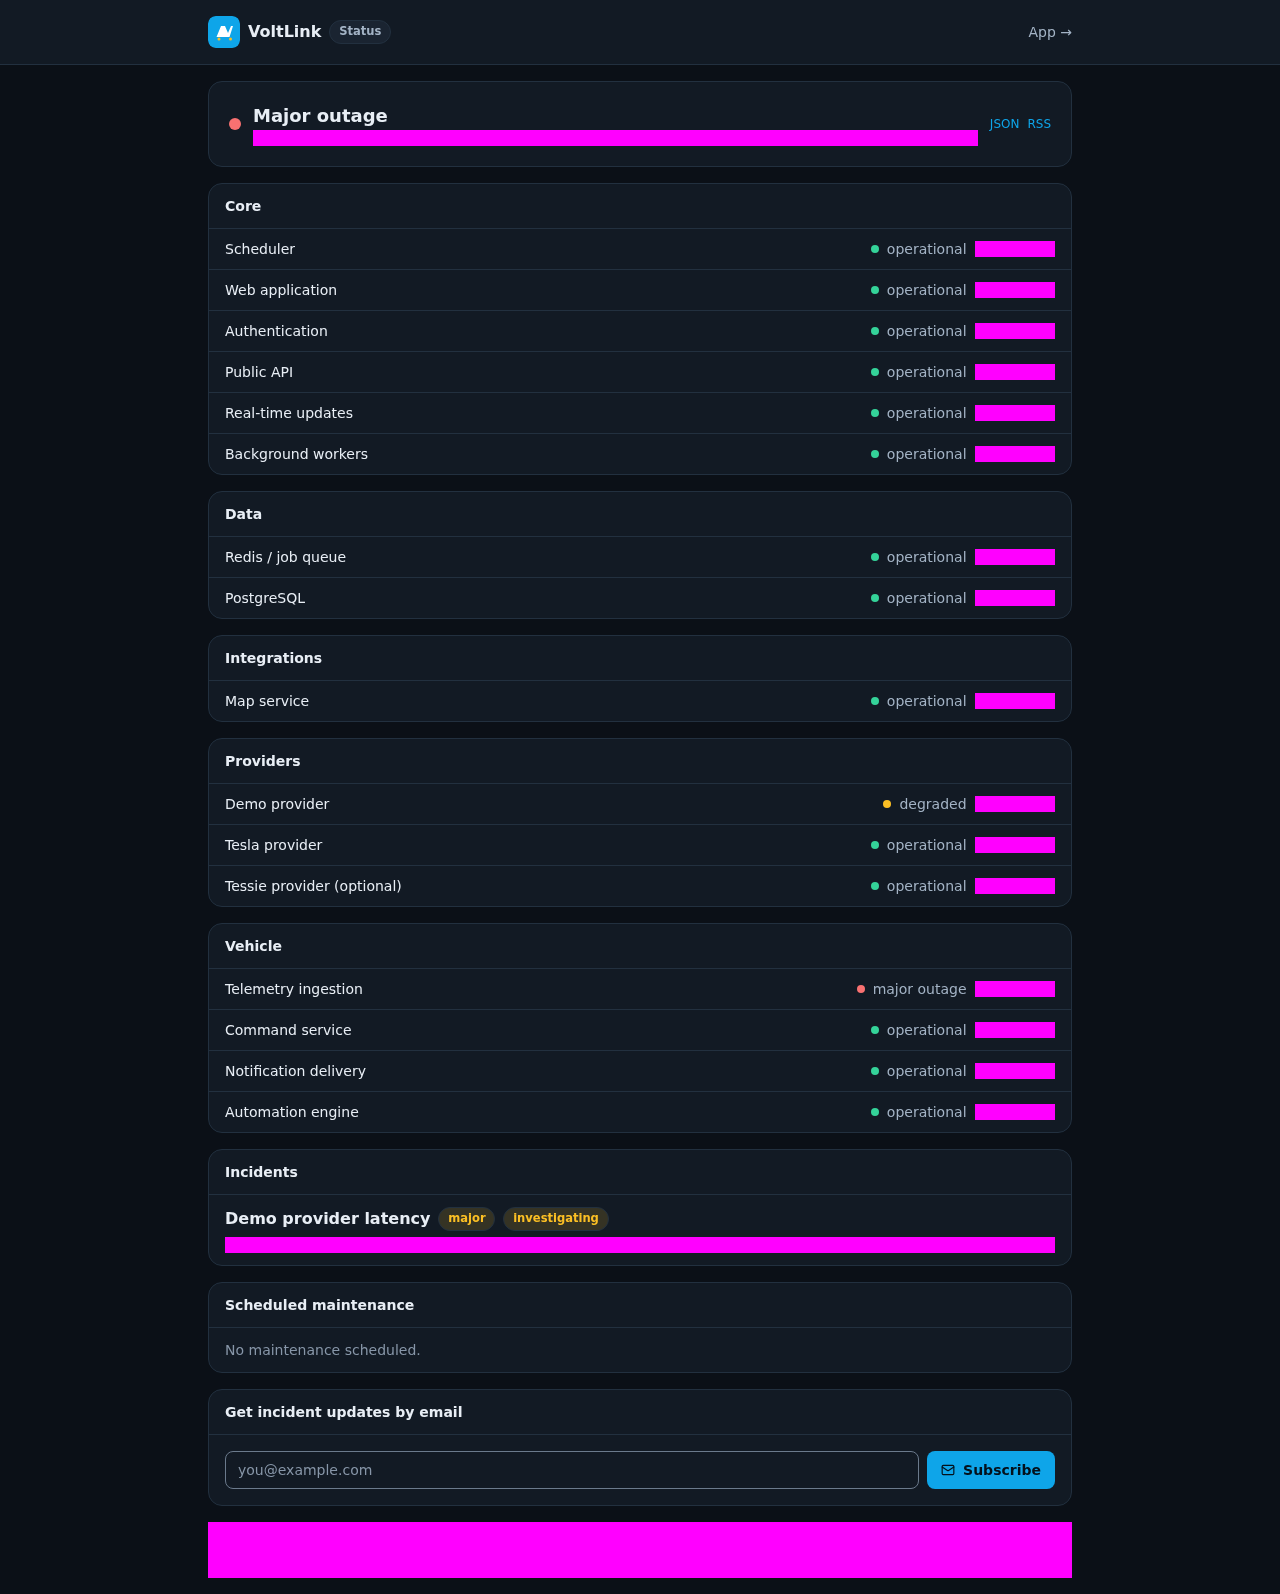 VoltLink Status App →
Major outage
JSON RSS
Core
Scheduler operational
Web application operational
Authentication operational
Public API operational
Real-time updates operational
Background workers operational
Data
Redis / job queue operational
PostgreSQL operational
Integrations
Map service operational
Providers
Demo provider degraded
Tesla provider operational
Tessie provider (optional) operational
Vehicle
Telemetry ingestion major outage
Command service operational
Notification delivery operational
Automation engine operational
Incidents
Demo provider latency major investigating
Scheduled maintenance
No maintenance scheduled.
Get incident updates by email
you@example.com Subscribe